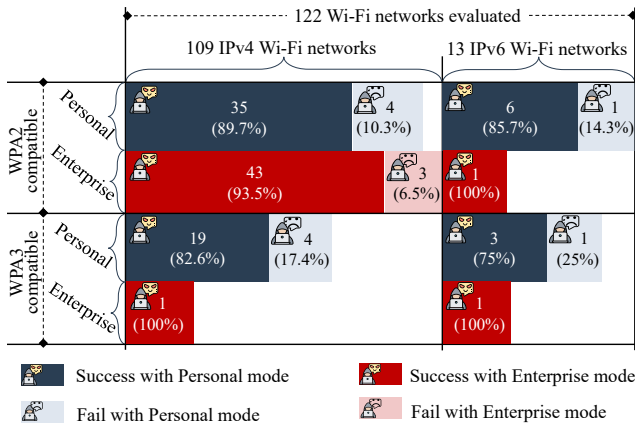 122 Wi-Fi networks evaluated
109 IPv4 Wi-Fi networks
13 IPv6 Wi-Fi networks
WPA2
compatible
Personal
35
(89.7%)
4
(10.3%)
6
(85.7%)
1
(14.3%)
Enterprise
43
(93.5%)
3
(6.5%)
1
(100%)
WPA3
compatible
Personal
19
(82.6%)
4
(17.4%)
3
(75%)
1
(25%)
Enterprise
1
(100%)
1
(100%)
Success with Personal mode
Success with Enterprise mode
Fail with Personal mode
Fail with Enterprise mode